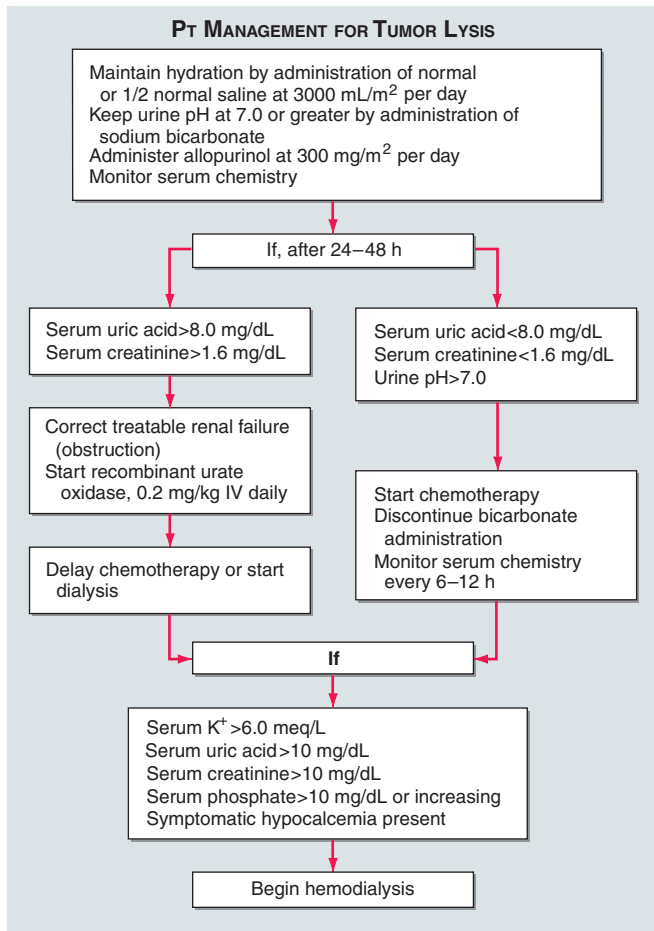 PT MANAGEMENT FOR TUMOR LYSIS
Maintain hydration by administration of normal
or 1/2 normal saline at 3000 mL/m² per day
Keep urine pH at 7.0 or greater by administration of
sodium bicarbonate
Administer allopurinol at 300 mg/m² per day
Monitor serum chemistry
If, after 24–48 h
Serum uric acid>8.0 mg/dL
Serum creatinine>1.6 mg/dL
Serum uric acid<8.0 mg/dL
Serum creatinine<1.6 mg/dL
Urine pH>7.0
Correct treatable renal failure
(obstruction)
Start recombinant urate
oxidase, 0.2 mg/kg IV daily
Start chemotherapy
Discontinue bicarbonate
administration
Monitor serum chemistry
every 6–12 h
Delay chemotherapy or start
dialysis
If
Serum K⁺>6.0 meq/L
Serum uric acid>10 mg/dL
Serum creatinine>10 mg/dL
Serum phosphate>10 mg/dL or increasing
Symptomatic hypocalcemia present
Begin hemodialysis